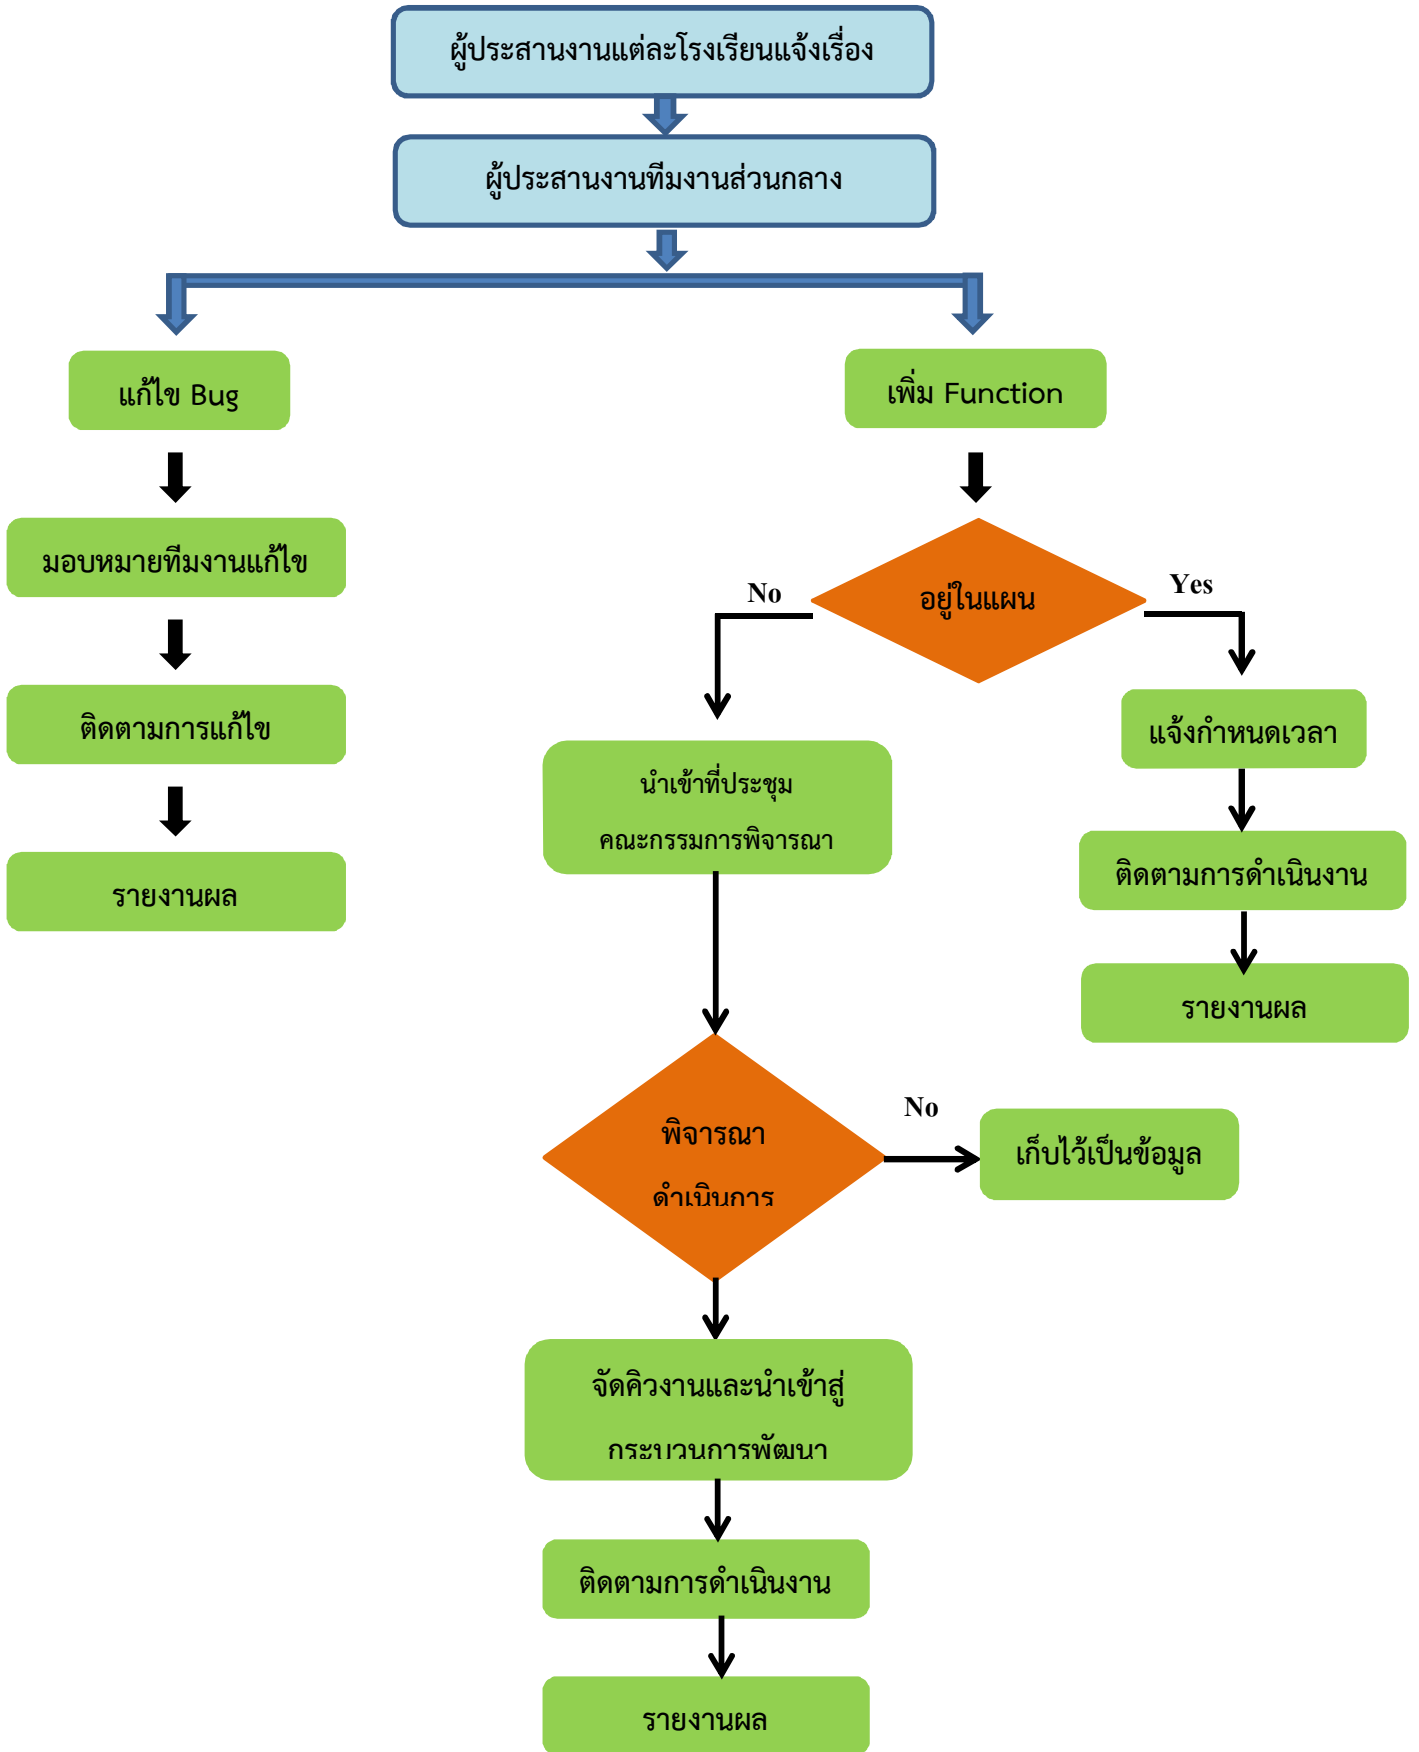 ผู้ประสานงานแต่ละโรงเรียนแจ้งเรื่อง
ผู้ประสานงานทีมงานส่วนกลาง
แก้ไข Bug
เพิ่ม Function
มอบหมายทีมงานแก้ไข
No
อยู่ในแผน
Yes
ติดตามการแก้ไข
แจ้งกำหนดเวลา
นำเข้าที่ประชุม
คณะกรรมการพิจารณา
ติดตามการดำเนินงาน
รายงานผล
รายงานผล
พิจารณา
ดำเนินการ
No
เก็บไว้เป็นข้อมูล
จัดคิวงานและนำเข้าสู่
กระบวนการพัฒนา
ติดตามการดำเนินงาน
รายงานผล